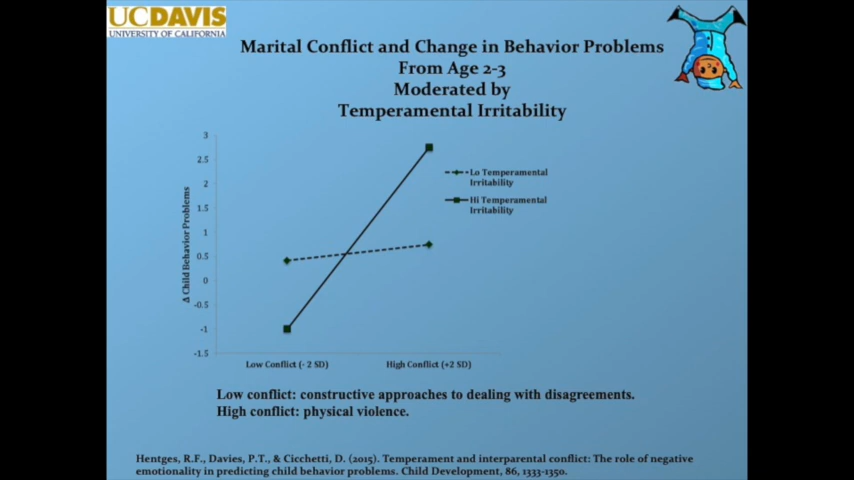 UCDAVIS
UNIVERSITY OF CALIFORNIA
Marital Conflict and Change in Behavior Problems
From Age 2-3
Moderated by
Temperamental Irritability
3
2.5
2
1.5
1
0.5
0
-0.5
-1
-1.5
Δ Child Behavior Problems
Lo Temperamental
Irritability
Hi Temperamental
Irritability
Low Conflict (- 2 SD)
High Conflict (+2 SD)
Low conflict: constructive approaches to dealing with disagreements.
High conflict: physical violence.
Hentges, R.F., Davies, P.T., & Cicchetti, D. (2015). Temperament and interparental conflict: The role of negative
emotionality in predicting child behavior problems. Child Development, 86, 1333-1350.